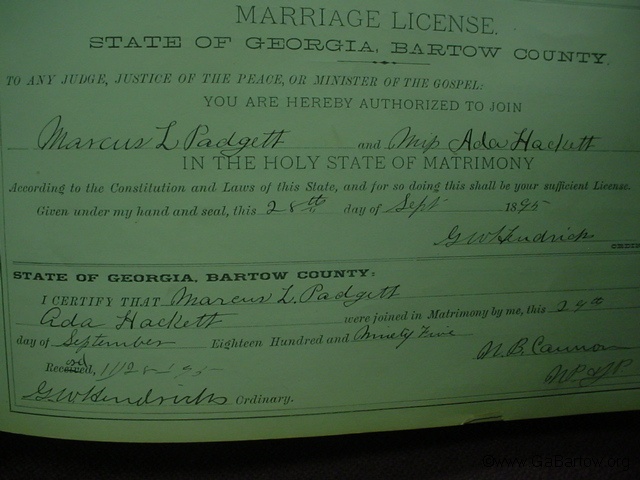 MARRIAGE LICENSE.
STATE OF GEORGIA, BARTOW COUNTY.
TO ANY JUDGE, JUSTICE OF THE PEACE, OR MINISTER OF THE GOSPEL:
YOU ARE HEREBY AUTHORIZED TO JOIN
Marcus L Padgett and Miss Ada Hackett
IN THE HOLY STATE OF MATRIMONY
According to the Constitution and Laws of this State, and for so doing this shall be your sufficient License.
Given under my hand and seal, this 28th day of Sept 1895
G W Hendricks
STATE OF GEORGIA, BARTOW COUNTY:
I CERTIFY THAT Marcus L. Padgett
Ada Hackett were joined in Matrimony by me, this 29th
day of September Eighteen Hundred and Ninety Five
N. B. Cannon
NP & JP
G W Hendricks Ordinary.
©www.GaBartow.org